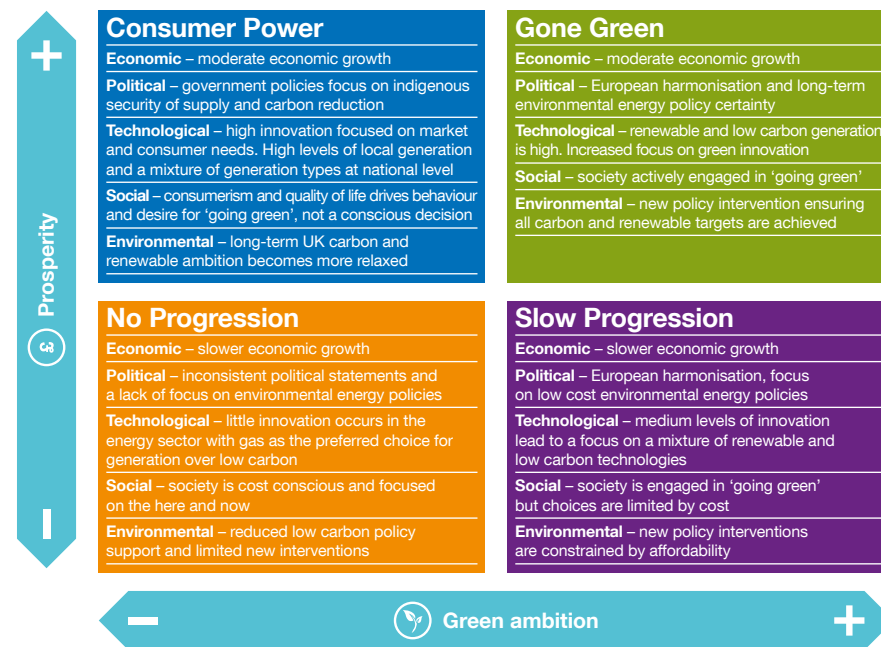 Consumer Power
Economic – moderate economic growth
Political – government policies focus on indigenous
security of supply and carbon reduction
Technological – high innovation focused on market
and consumer needs. High levels of local generation
and a mixture of generation types at national level
Social – consumerism and quality of life drives behaviour
and desire for ‘going green’, not a conscious decision
Environmental – long-term UK carbon and
renewable ambition becomes more relaxed
Gone Green
Economic – moderate economic growth
Political – European harmonisation and long-term
environmental energy policy certainty
Technological – renewable and low carbon generation
is high. Increased focus on green innovation
Social – society actively engaged in ‘going green’
Environmental – new policy intervention ensuring
all carbon and renewable targets are achieved
£ Prosperity
No Progression
Economic – slower economic growth
Political – inconsistent political statements and
a lack of focus on environmental energy policies
Technological – little innovation occurs in the
energy sector with gas as the preferred choice for
generation over low carbon
Social – society is cost conscious and focused
on the here and now
Environmental – reduced low carbon policy
support and limited new interventions
Slow Progression
Economic – slower economic growth
Political – European harmonisation, focus
on low cost environmental energy policies
Technological – medium levels of innovation
lead to a focus on a mixture of renewable and
low carbon technologies
Social – society is engaged in ‘going green’
but choices are limited by cost
Environmental – new policy interventions
are constrained by affordability
Green ambition